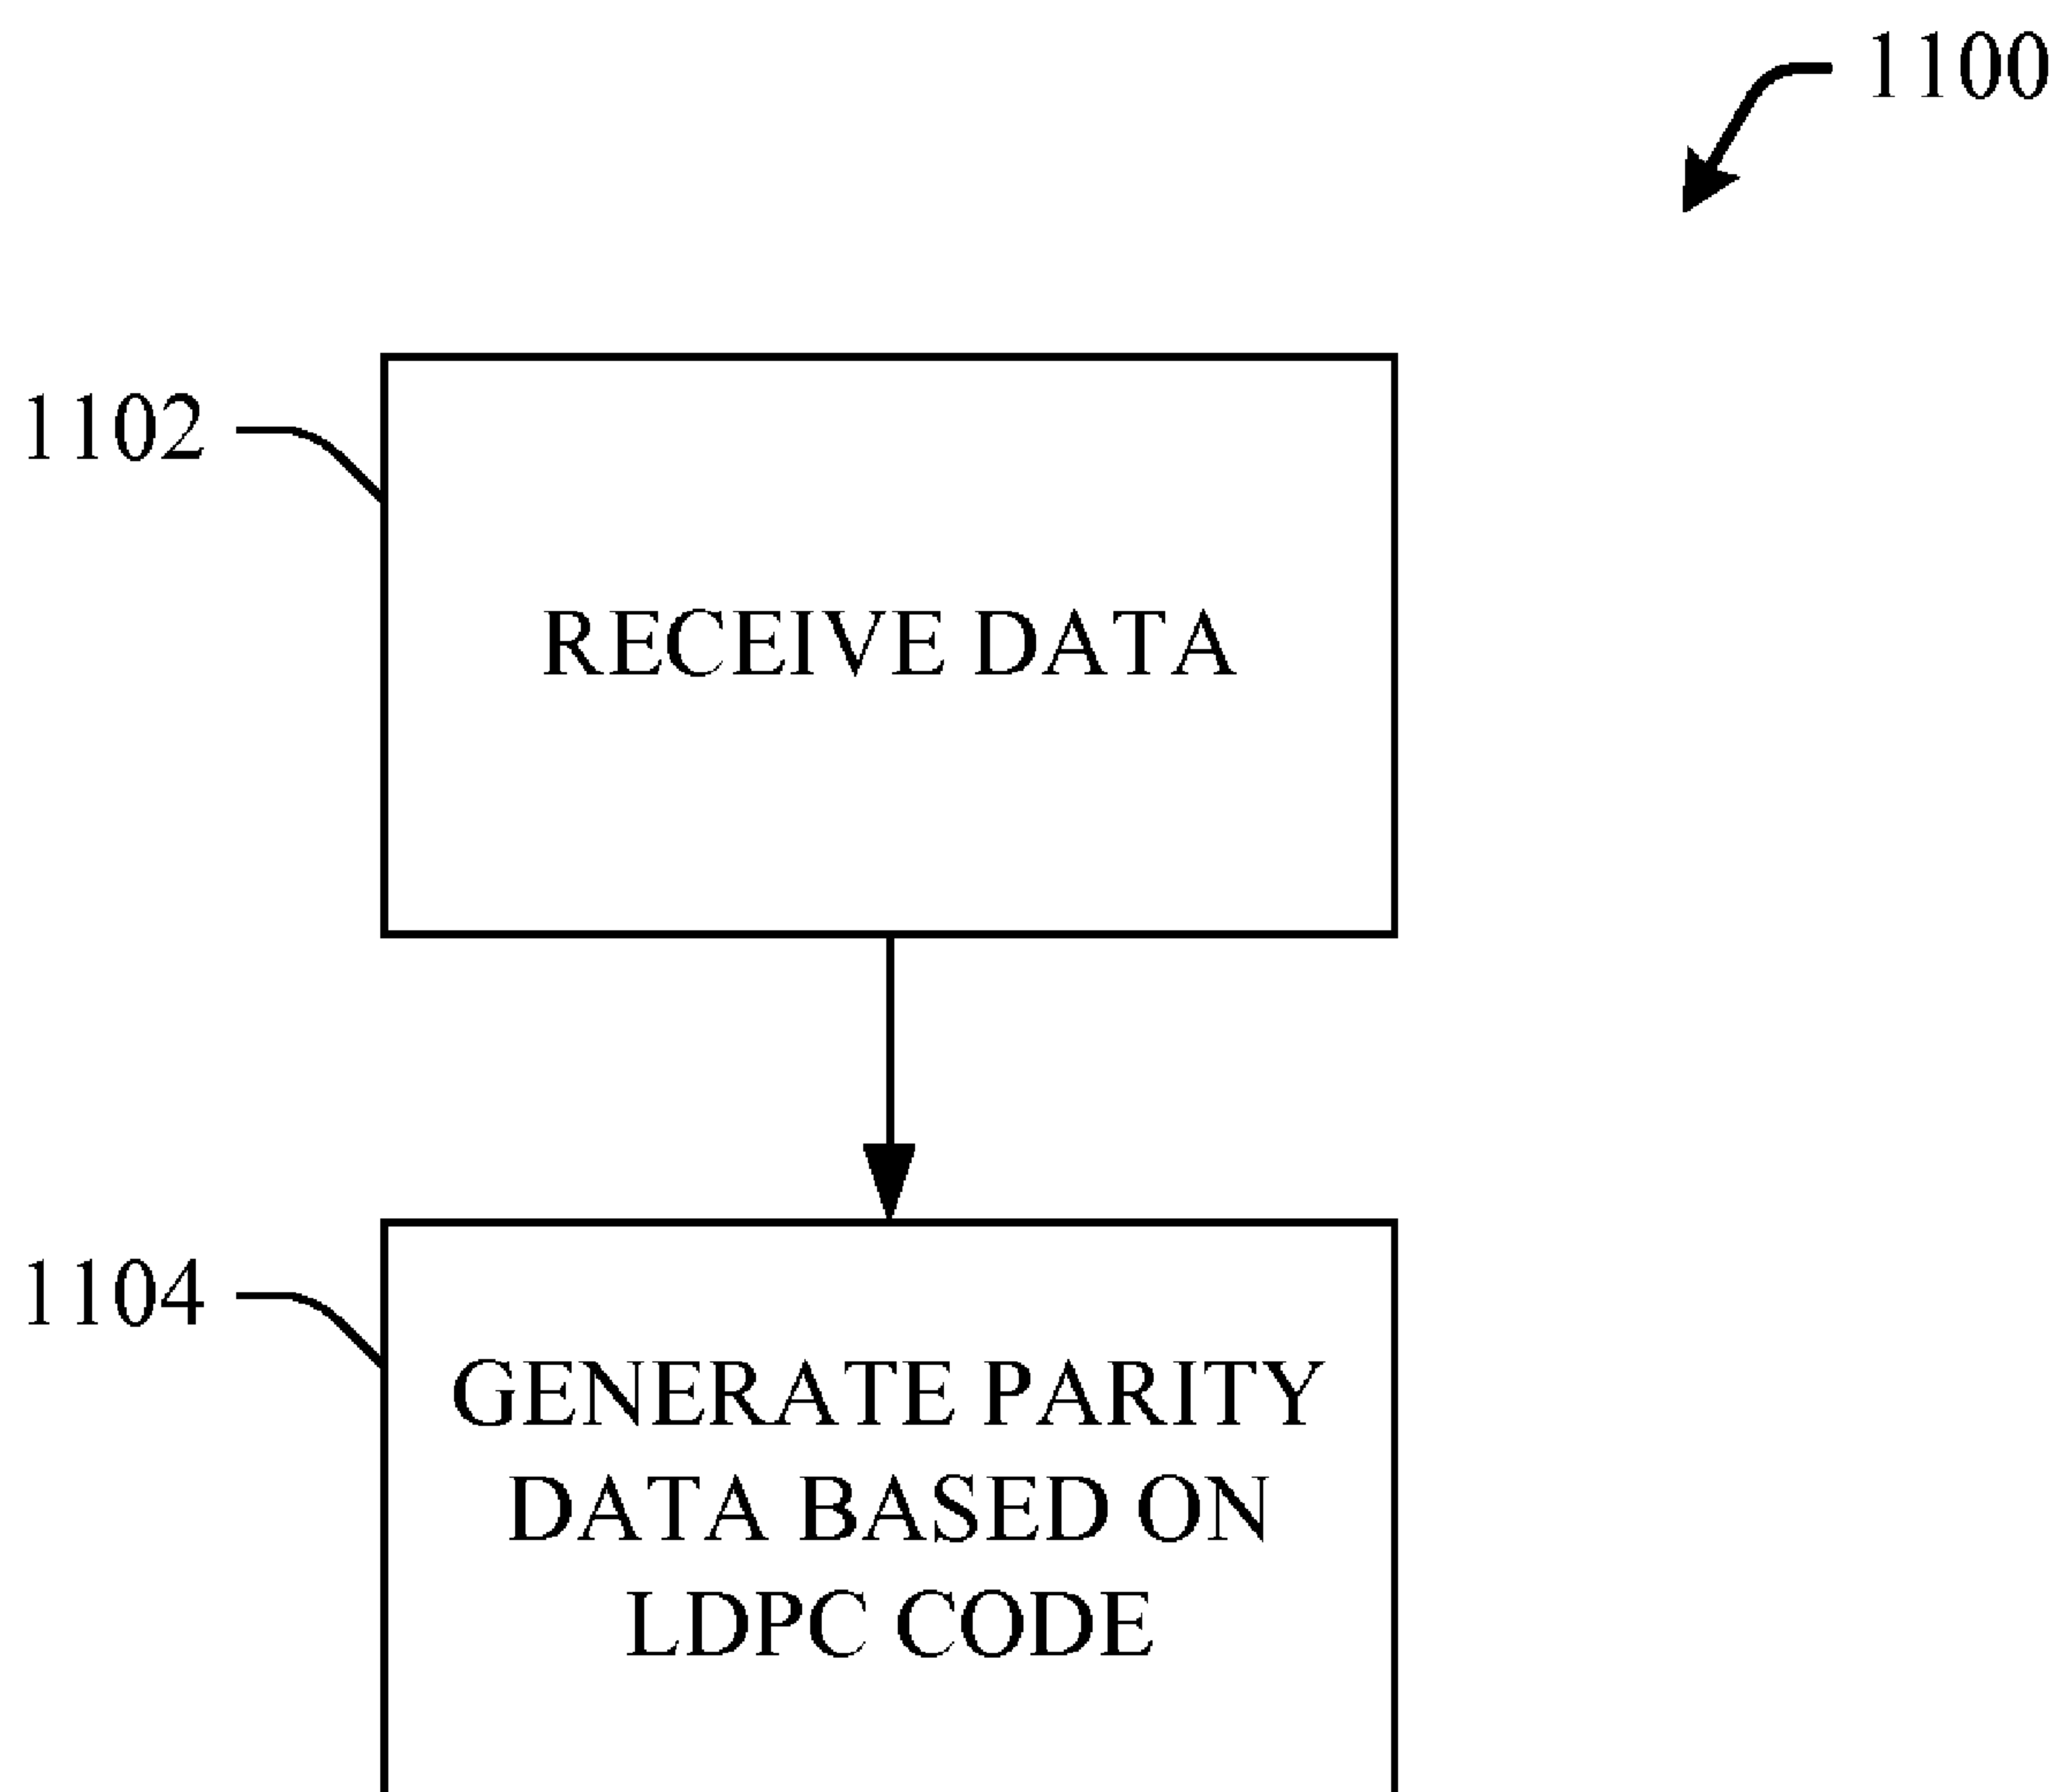 1100
1102
RECEIVE DATA
1104
GENERATE PARITY
DATA BASED ON
LDPC CODE